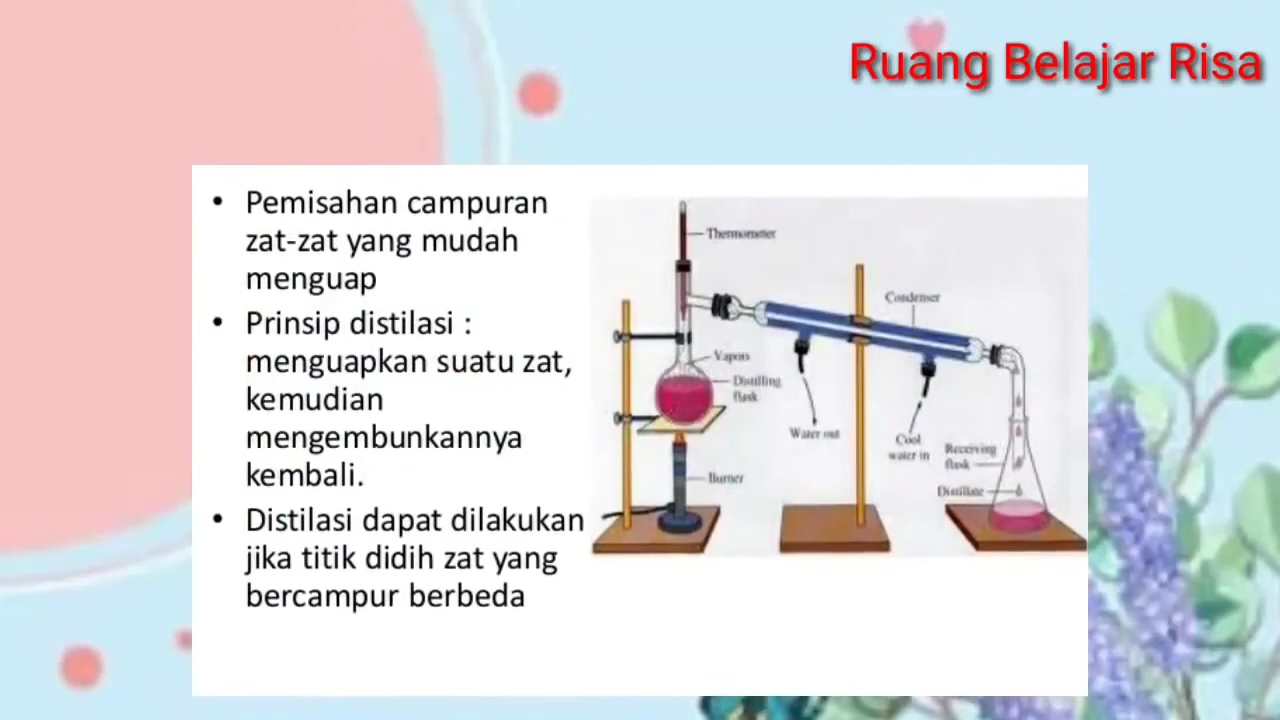 Ruang Belajar Risa
• Pemisahan campuran
zat-zat yang mudah
menguap
• Prinsip distilasi :
menguapkan suatu zat,
kemudian
mengembunkannya
kembali.
• Distilasi dapat dilakukan
jika titik didih zat yang
bercampur berbeda
Thermometer
Condenser
Vapors
Distilling
flask
Water out
Cool
water in
Receiving
flask
Burner
Distillate